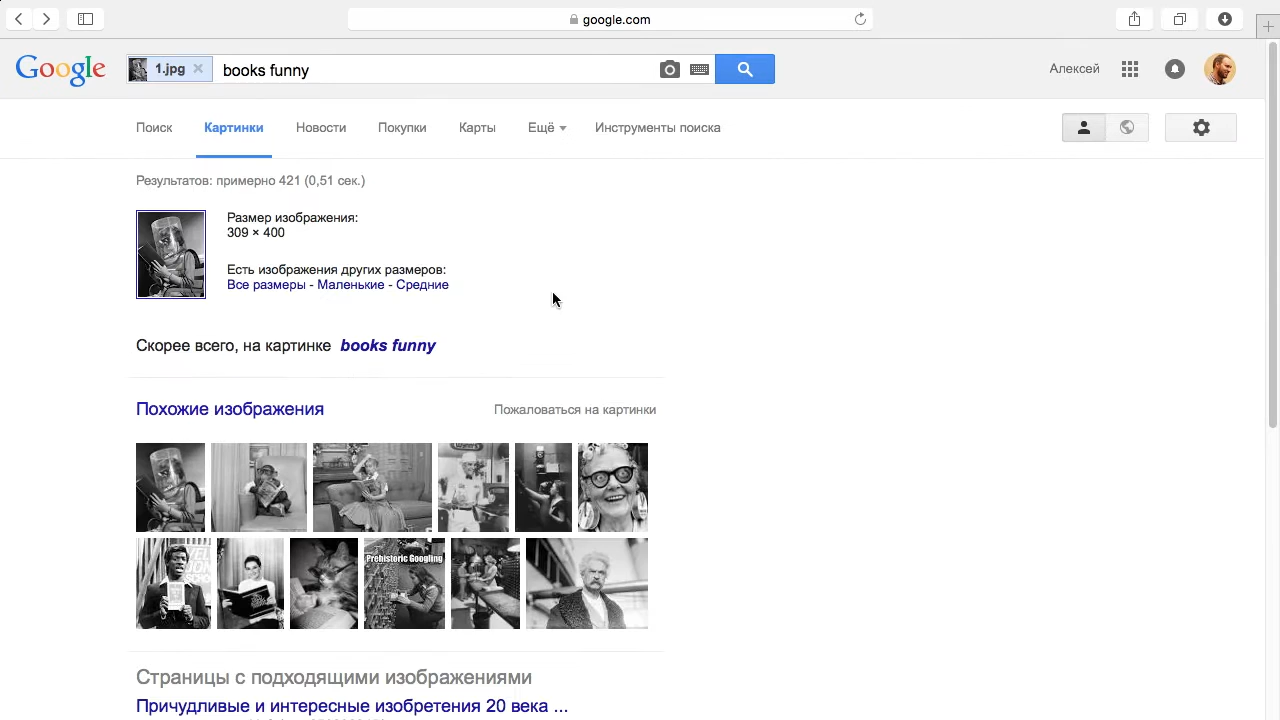 google.com
Google
1.jpg
books funny
Алексей
Поиск
Картинки
Новости
Покупки
Карты
Ещё
Инструменты поиска
Результатов: примерно 421 (0,51 сек.)
Размер изображения:
309 × 400
Есть изображения других размеров:
Все размеры - Маленькие - Средние
Скорее всего, на картинке books funny
Похожие изображения
Пожаловаться на картинки
Prehistoric Googling
Страницы с подходящими изображениями
Причудливые и интересные изобретения 20 века ...